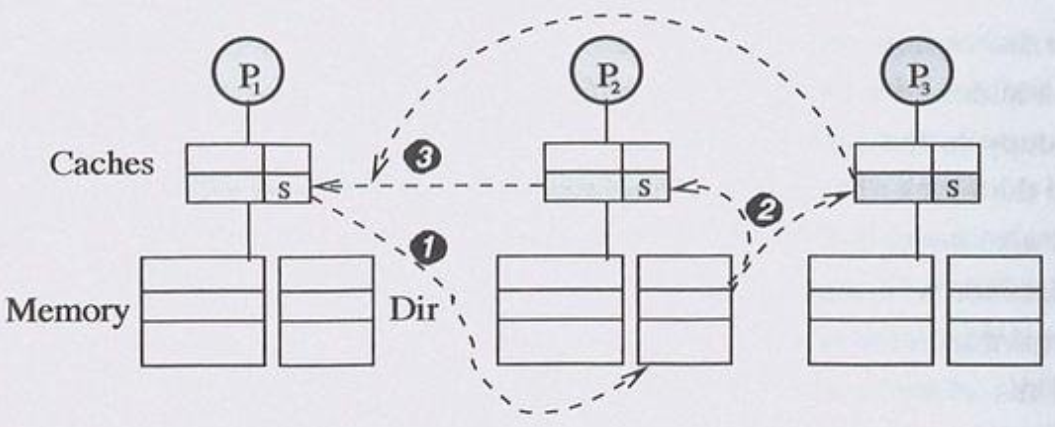 P1 P2 P3
Caches
3
S S S
2
1
Memory Dir